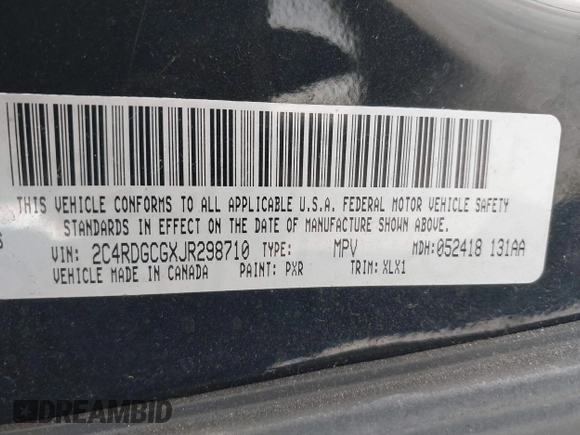 THIS VEHICLE CONFORMS TO ALL APPLICABLE U.S.A. FEDERAL MOTOR VEHICLE SAFETY
STANDARDS IN EFFECT ON THE DATE OF MANUFACTURE SHOWN ABOVE.
VIN: 2C4RDGCGXJR298710 TYPE: MPV MDH:052418 131AA
VEHICLE MADE IN CANADA PAINT: PXR TRIM: XLX1
DREAMBID